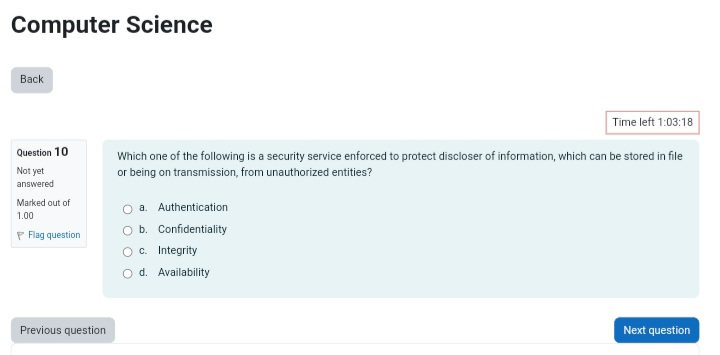 Computer Science
Back
Time left 1:03:18
Question 10
Not yet
answered
Marked out of
1.00
Flag question
Which one of the following is a security service enforced to protect discloser of information, which can be stored in file
or being on transmission, from unauthorized entities?
a. Authentication
b. Confidentiality
c. Integrity
d. Availability
Previous question
Next question